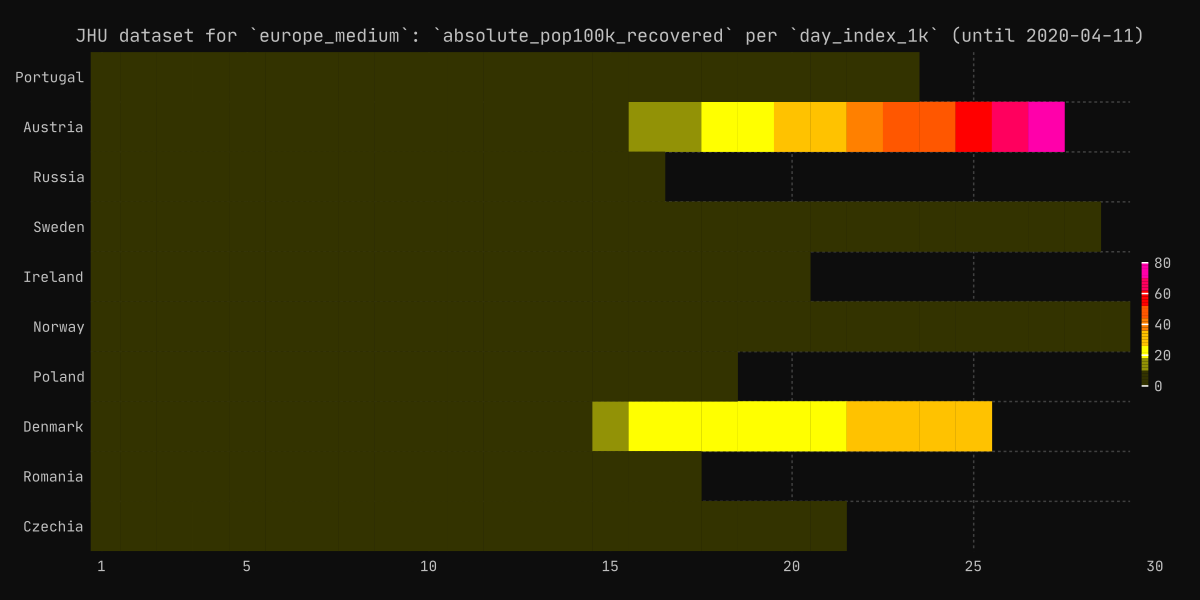 JHU dataset for `europe_medium`: `absolute_pop100k_recovered` per `day_index_1k` (until 2020-04-11)
Portugal
Austria
Russia
Sweden
Ireland
Norway
Poland
Denmark
Romania
Czechia
1 5 10 15 20 25 30
80
60
40
20
0